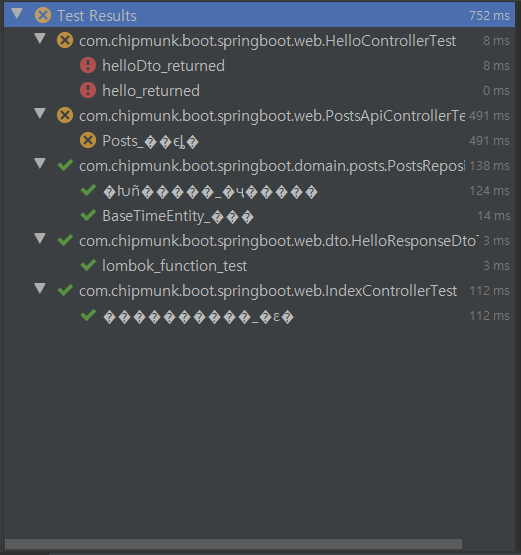 Test Results 752 ms
com.chipmunk.boot.springboot.web.HelloControllerTest 8 ms
helloDto_returned 8 ms
hello_returned 0 ms
com.chipmunk.boot.springboot.web.PostsApiControllerTe 491 ms
Posts_��є�� 491 ms
com.chipmunk.boot.springboot.domain.posts.PostsReposi 138 ms
124 ms
BaseTimeEntity_��� 14 ms
com.chipmunk.boot.springboot.web.dto.HelloResponseDtoT 3 ms
lombok_function_test 3 ms
com.chipmunk.boot.springboot.web.IndexControllerTest 112 ms
����������_�ε� 112 ms